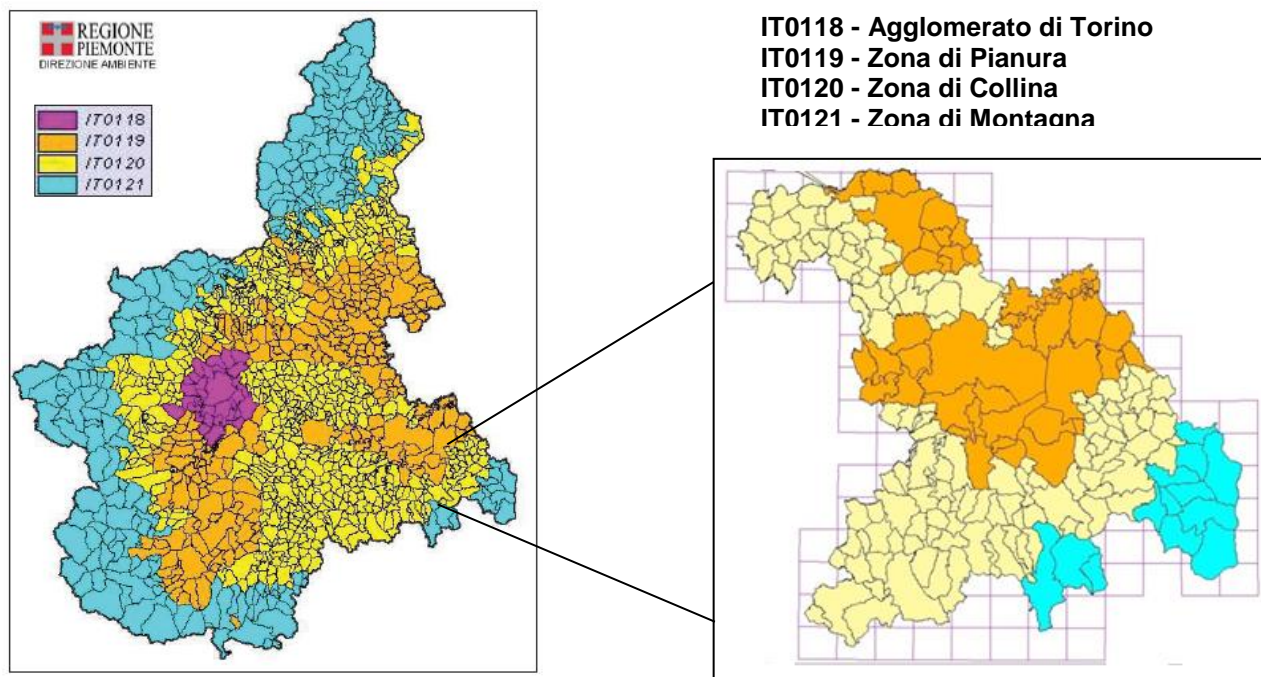 REGIONE
PIEMONTE
DIREZIONE AMBIENTE
IT0118
IT0119
IT0120
IT0121
IT0118 - Agglomerato di Torino
IT0119 - Zona di Pianura
IT0120 - Zona di Collina
IT0121 - Zona di Montagna